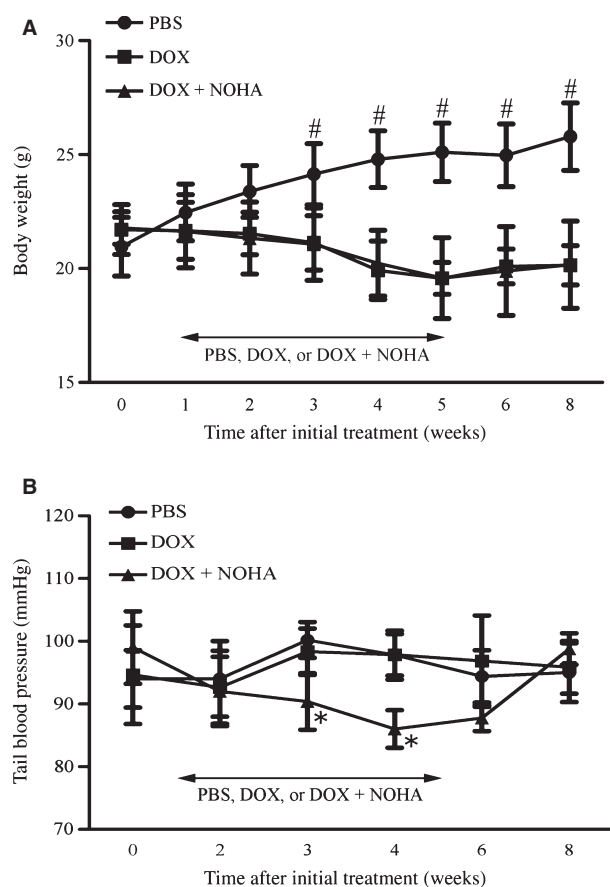 A
PBS
DOX
DOX + NOHA
30
25
20
15
Body weight (g)
# # # # #
PBS, DOX, or DOX + NOHA
0 1 2 3 4 5 6 8
Time after initial treatment (weeks)
B
PBS
DOX
DOX + NOHA
120
110
100
90
80
70
Tail blood pressure (mmHg)
* *
PBS, DOX, or DOX + NOHA
0 2 3 4 6 8
Time after initial treatment (weeks)